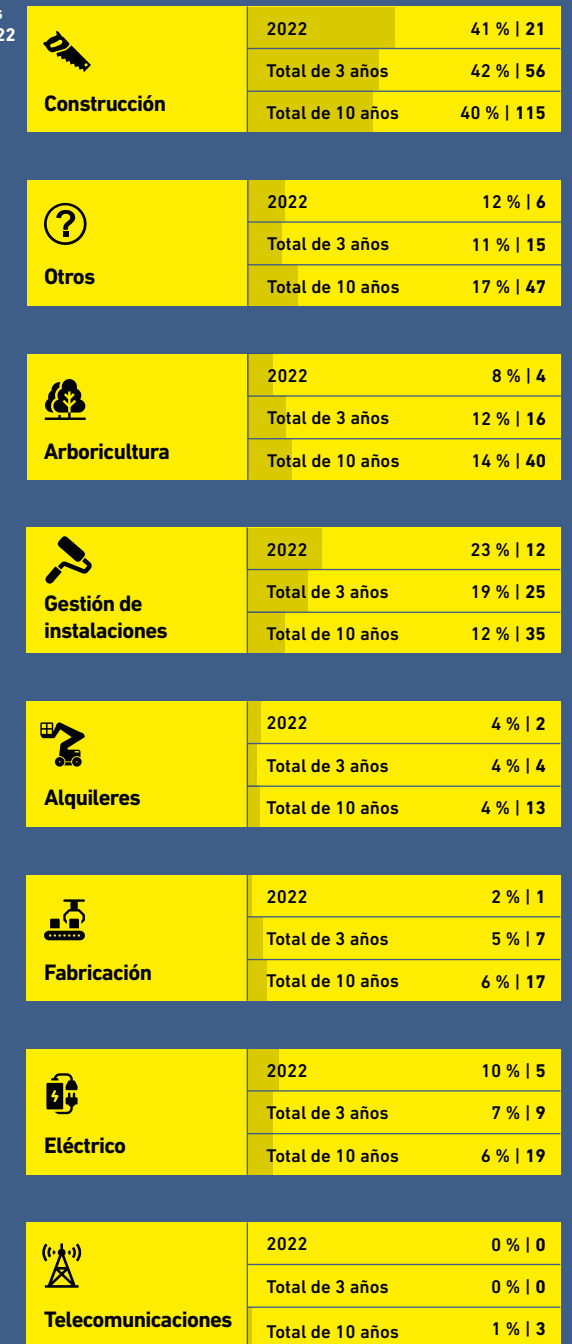 s
22
Construcción
2022 41 % | 21
Total de 3 años 42 % | 56
Total de 10 años 40 % | 115
Otros
2022 12 % | 6
Total de 3 años 11 % | 15
Total de 10 años 17 % | 47
Arboricultura
2022 8 % | 4
Total de 3 años 12 % | 16
Total de 10 años 14 % | 40
Gestión de
instalaciones
2022 23 % | 12
Total de 3 años 19 % | 25
Total de 10 años 12 % | 35
Alquileres
2022 4 % | 2
Total de 3 años 4 % | 4
Total de 10 años 4 % | 13
Fabricación
2022 2 % | 1
Total de 3 años 5 % | 7
Total de 10 años 6 % | 17
Eléctrico
2022 10 % | 5
Total de 3 años 7 % | 9
Total de 10 años 6 % | 19
Telecomunicaciones
2022 0 % | 0
Total de 3 años 0 % | 0
Total de 10 años 1 % | 3